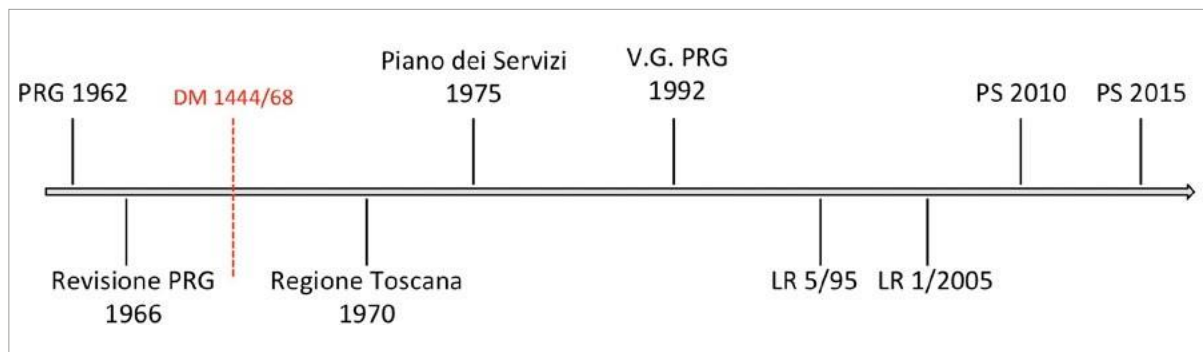 PRG 1962
DM 1444/68
Piano dei Servizi
1975
V.G. PRG
1992
PS 2010
PS 2015
Revisione PRG
1966
Regione Toscana
1970
LR 5/95
LR 1/2005